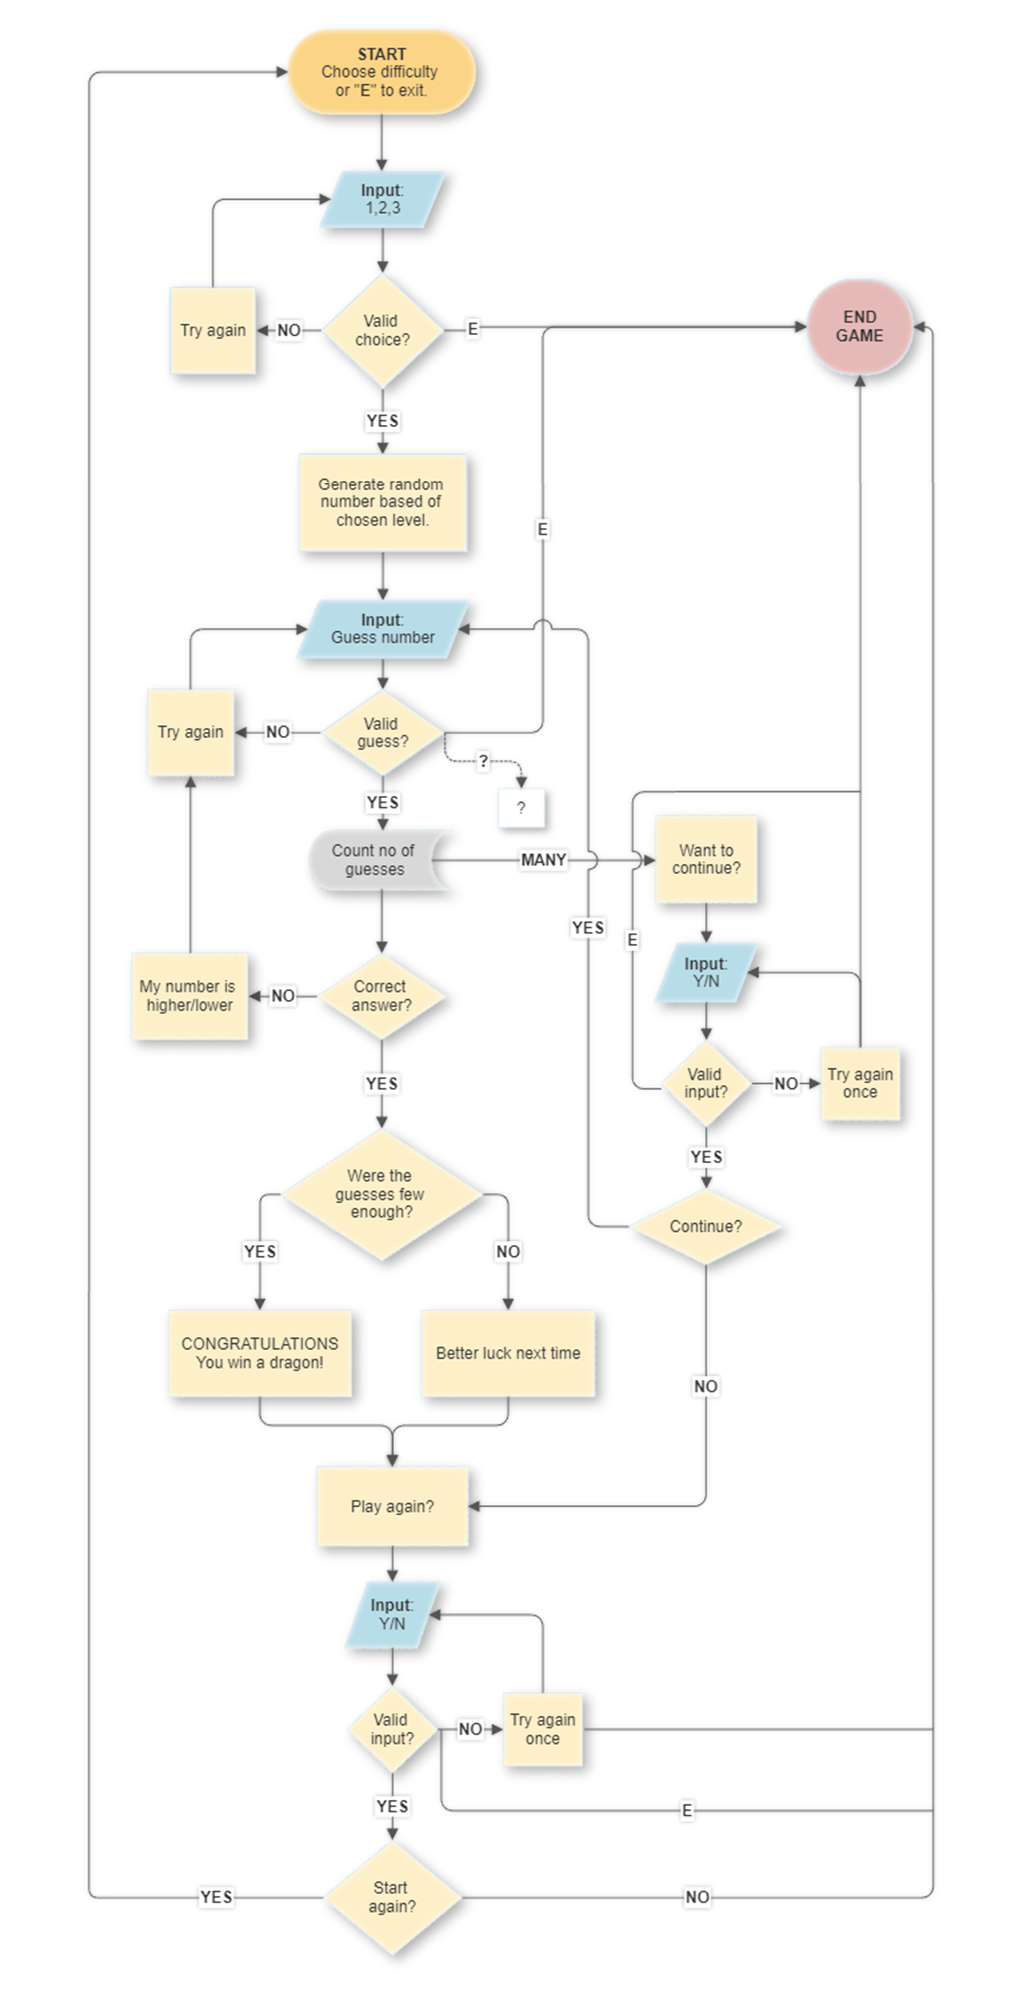 START
Choose difficulty
or "E" to exit.
Input:
1,2,3
Try again
NO
Valid
choice?
E
END
GAME
YES
Generate random
number based of
chosen level.
E
Input:
Guess number
Try again
NO
Valid
guess?
?
?
YES
Count no of
guesses
MANY
Want to
continue?
YES
E
Input:
Y/N
My number is
higher/lower
NO
Correct
answer?
Valid
input?
NO
Try again
once
YES
YES
Were the
guesses few
enough?
Continue?
YES
NO
CONGRATULATIONS
You win a dragon!
Better luck next time
NO
Play again?
Input:
Y/N
Valid
input?
NO
Try again
once
YES
E
Start
again?
YES
NO